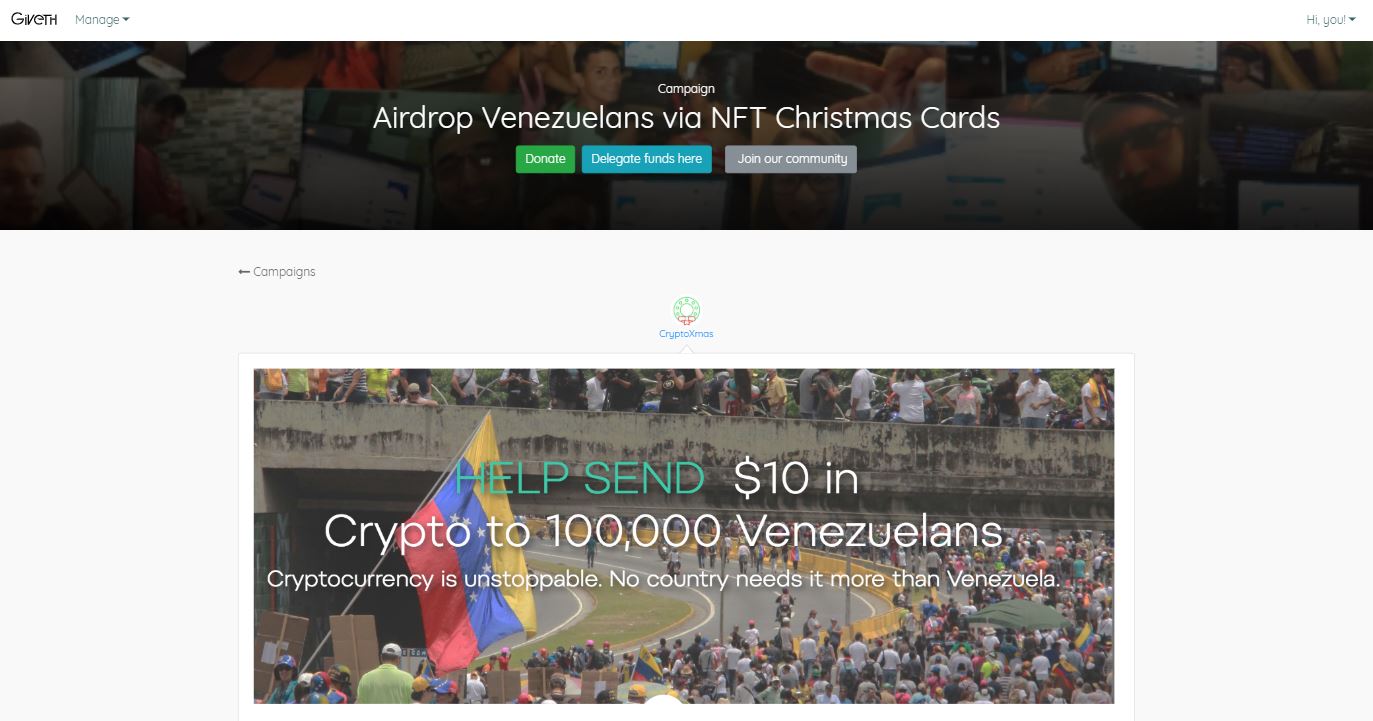 Giveth Manage Hi, you!
Campaign
Airdrop Venezuelans via NFT Christmas Cards
Donate Delegate funds here Join our community
Campaigns
CryptoXmas
HELP SEND $10 in
Crypto to 100,000 Venezuelans
Cryptocurrency is unstoppable. No country needs it more than Venezuela.